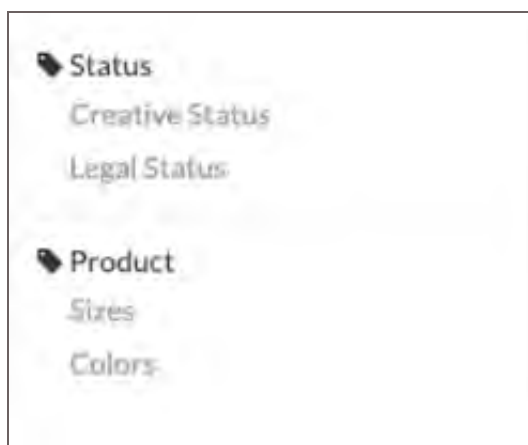 Status
Creative Status
Legal Status
Product
Sizes
Colors